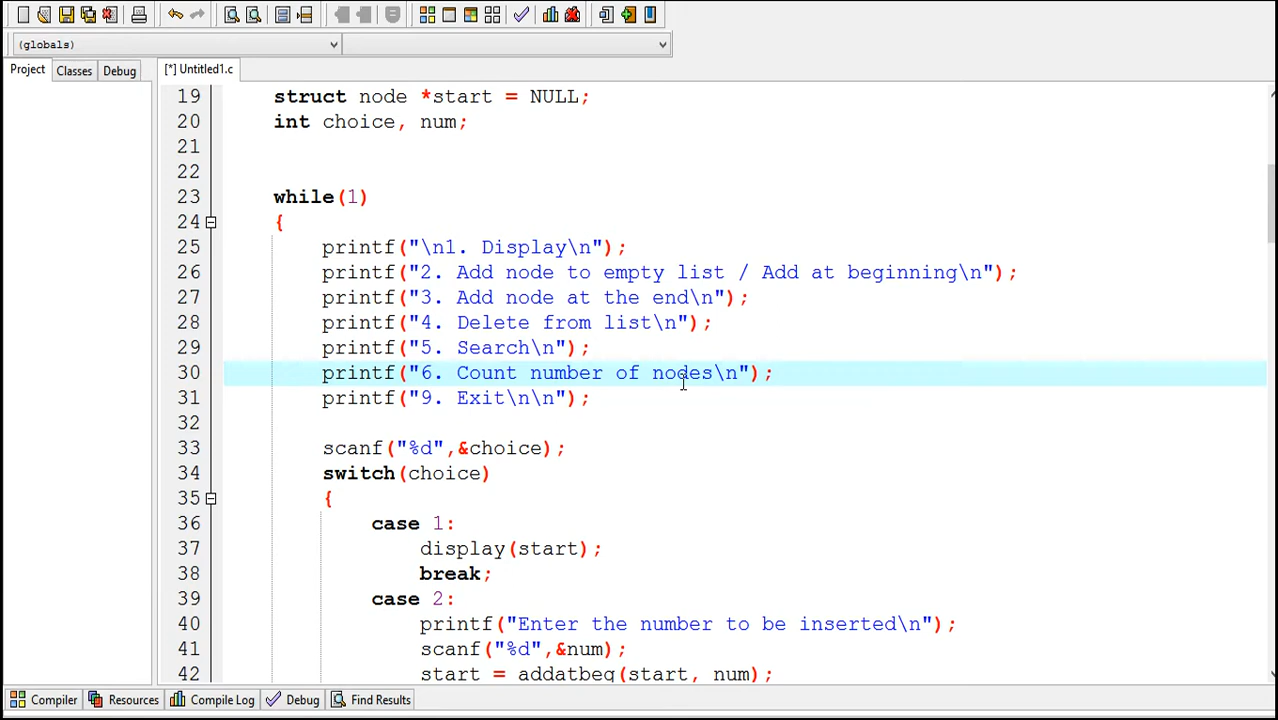 (globals)
Project Classes Debug [*] Untitled1.c
19 struct node *start = NULL;
20 int choice, num;
21
22
23 while(1)
24 {
25 printf("\n1. Display\n");
26 printf("2. Add node to empty list / Add at beginning\n");
27 printf("3. Add node at the end\n");
28 printf("4. Delete from list\n");
29 printf("5. Search\n");
30 printf("6. Count number of nodes\n");
31 printf("9. Exit\n\n");
32
33 scanf("%d",&choice);
34 switch(choice)
35 {
36 case 1:
37 display(start);
38 break;
39 case 2:
40 printf("Enter the number to be inserted\n");
41 scanf("%d",&num);
42 start = addatbeg(start, num);
Compiler Resources Compile Log Debug Find Results